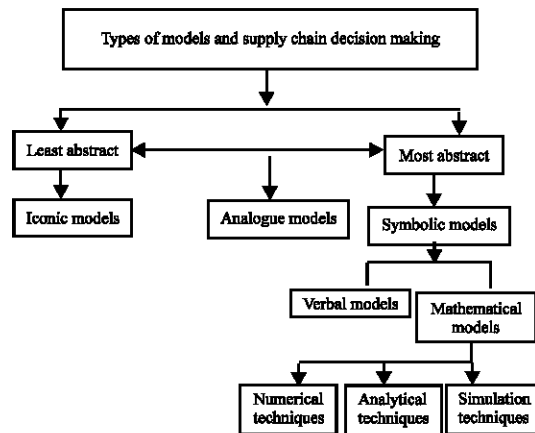 Types of models and supply chain decision making
Least abstract
Most abstract
Iconic models
Analogue models
Symbolic models
Verbal models
Mathematical
models
Numerical
techniques
Analytical
techniques
Simulation
techniques